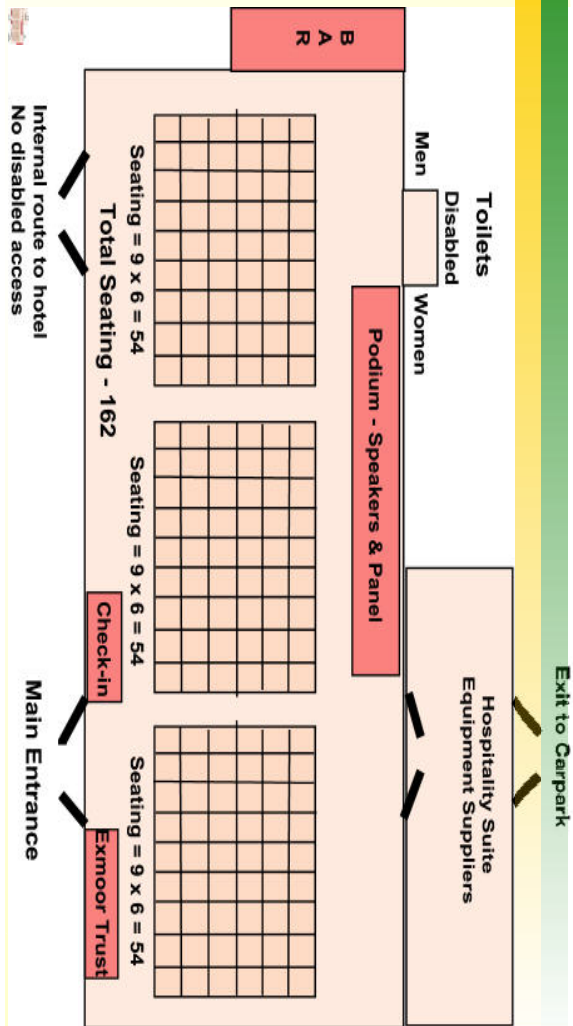 Exit to Carpark
Toilets
Hospitality Suite
Equipment Suppliers
Men
Disabled
Women
Podium - Speakers & Panel
B
A
R
Seating = 9 x 6 = 54
Seating = 9 x 6 = 54
Seating = 9 x 6 = 54
Total Seating - 162
Check-in
Exmoor Trust
Internal route to hotel
No disabled access
Main Entrance